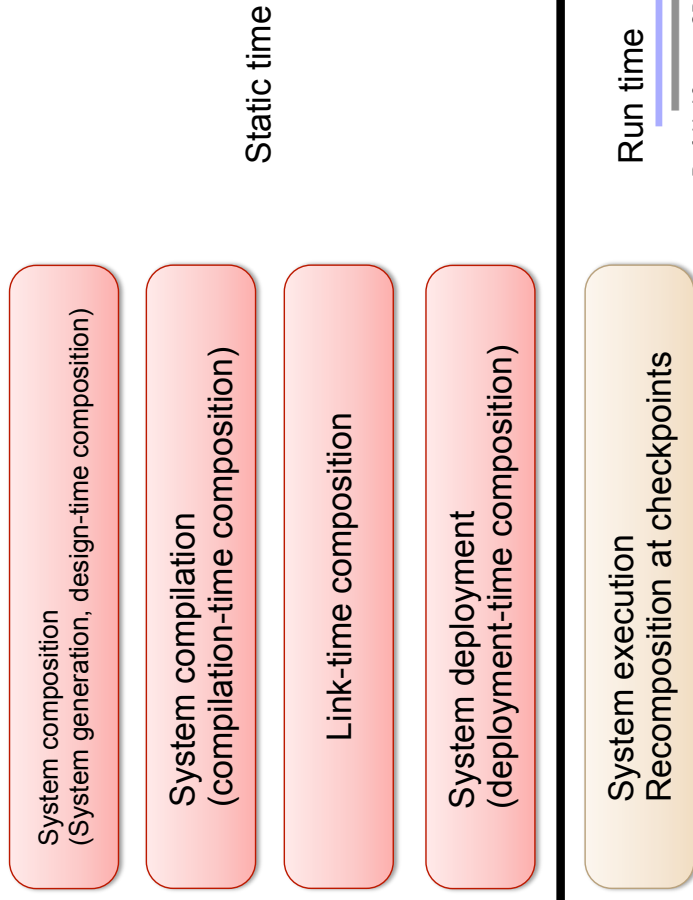 System composition
(System generation, design-time composition)
System compilation
(compilation-time composition)
Link-time composition
System deployment
(deployment-time composition)
Static time
System execution
Recomposition at checkpoints
Run time